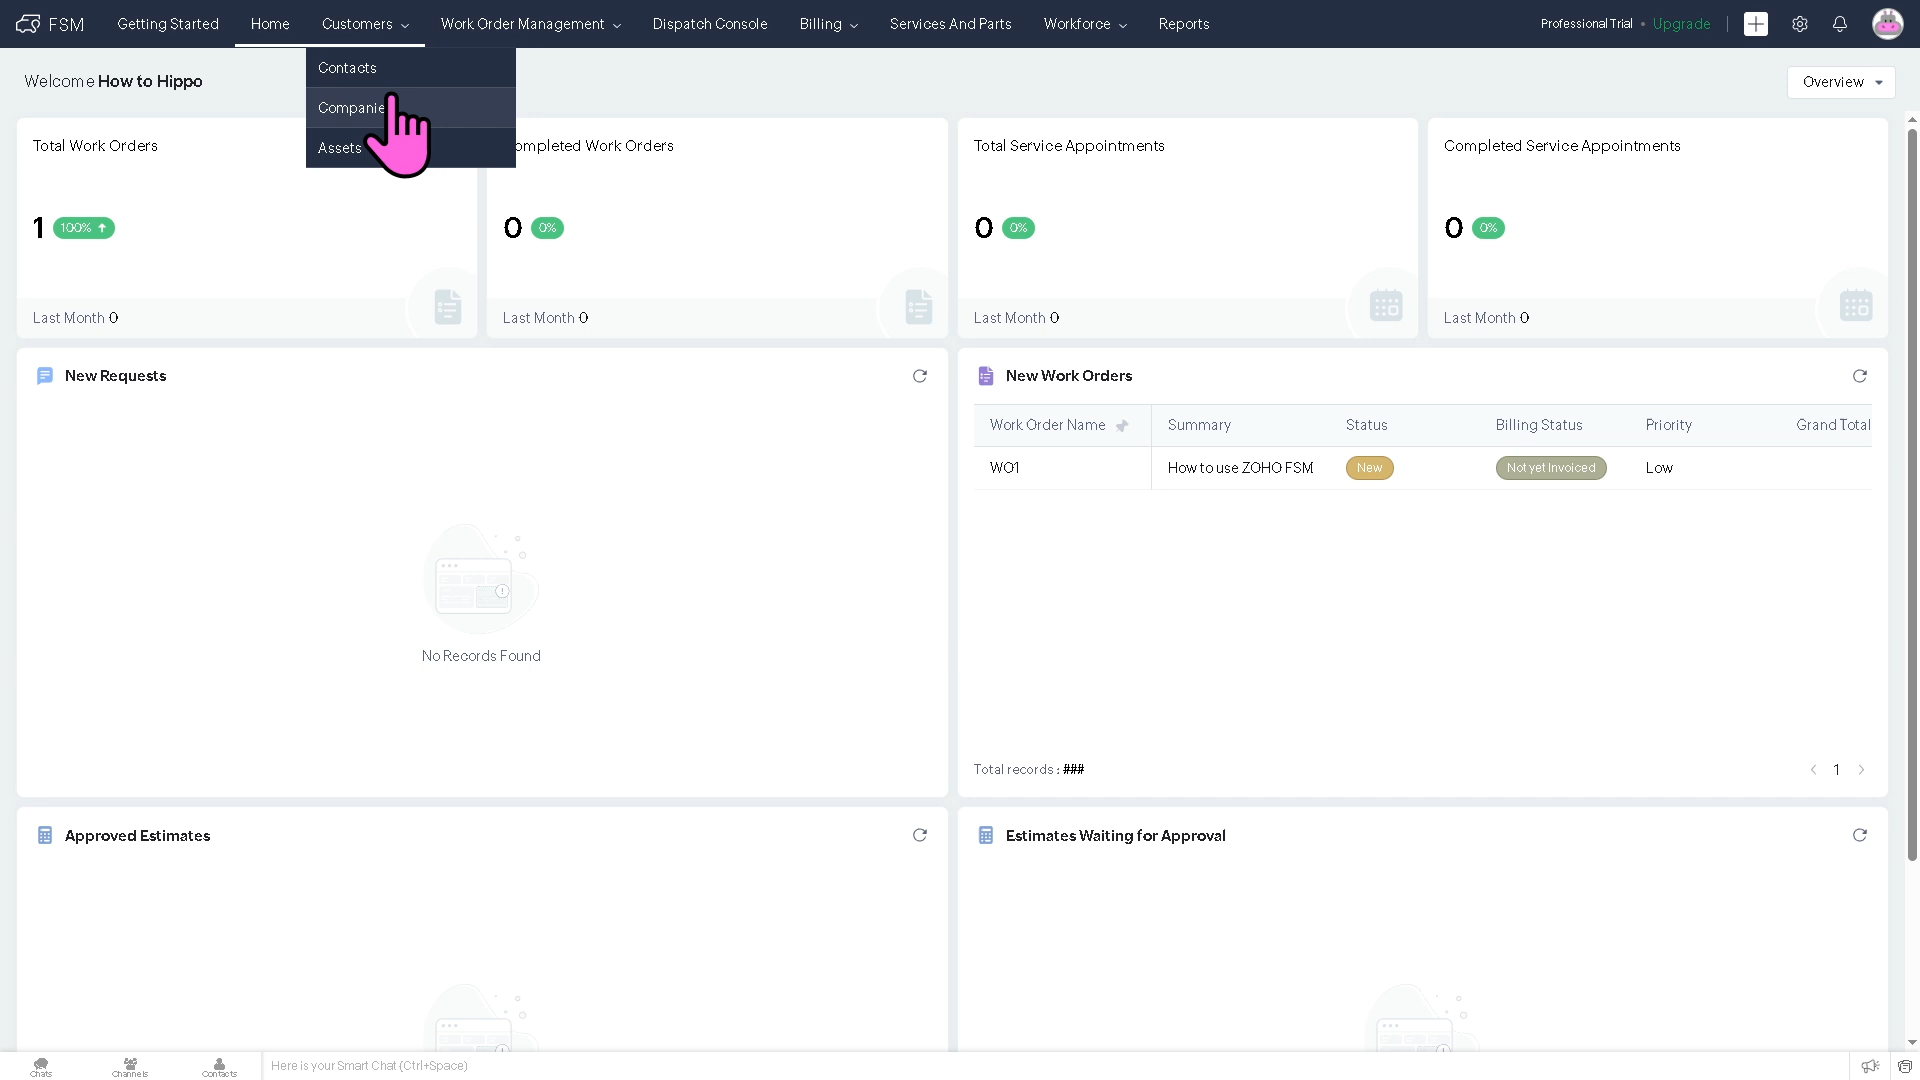 FSM
Getting Started
Home
Customers
Work Order Management
Dispatch Console
Billing
Services And Parts
Workforce
Reports
Professional Trial • Upgrade
Contacts
Assets
Welcome How to Hippo
Overview
Total Work Orders
1 100%
Last Month 0
Work Orders
0 0%
Last Month 0
Total Service Appointments
0 0%
Last Month 0
Completed Service Appointments
0 0%
Last Month 0
New Requests
No Records Found
New Work Orders
Work Order Name Summary Status Billing Status Priority Grand Total
WO1 How to use ZOHO FSM New Not yet Invoiced Low
Total records : ###
1
Approved Estimates
Estimates Waiting for Approval
Chats
Channels
Contacts
Here is your Smart Chat (Ctrl+Space)